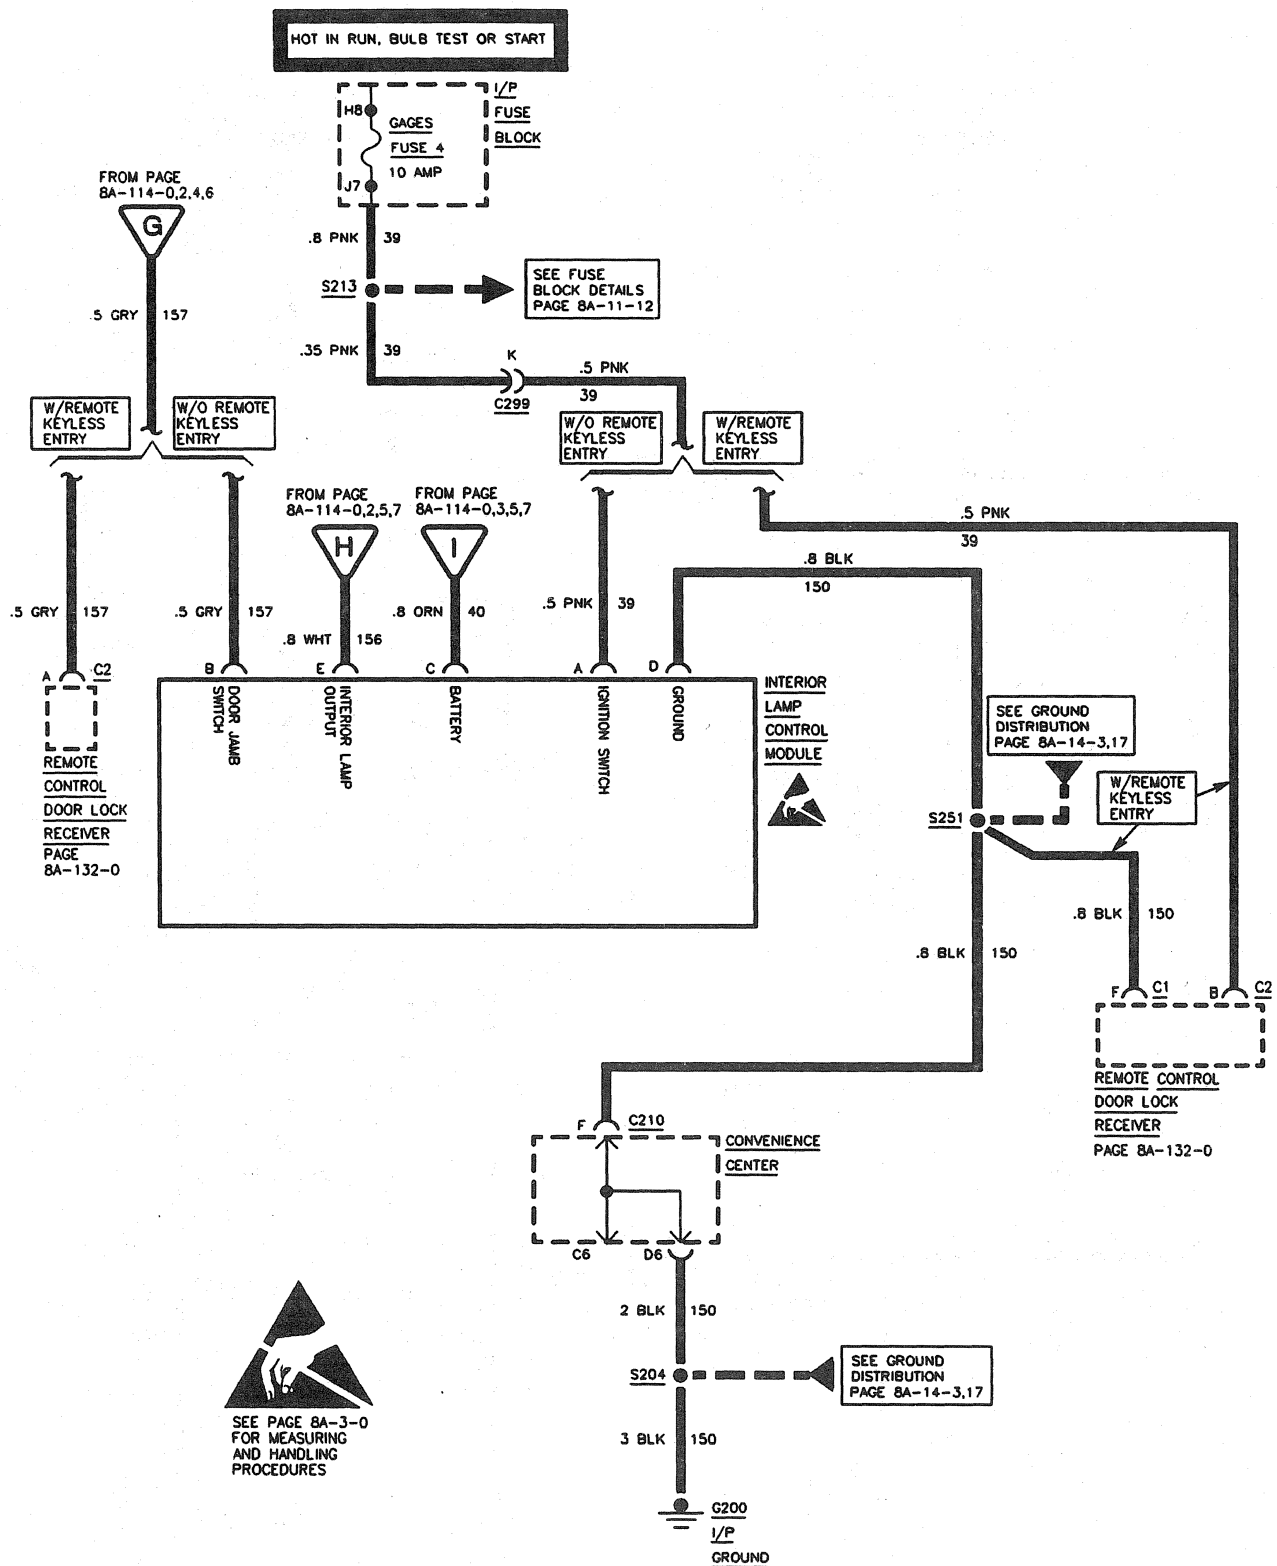 HOT IN RUN, BULB TEST OR START
I/P
FUSE
BLOCK
H8
GAGES
FUSE 4
10 AMP
J7
FROM PAGE
8A-114-0,2,4,6
G
.8 PNK 39
S213
SEE FUSE
BLOCK DETAILS
PAGE 8A-11-12
.5 GRY 157
.35 PNK 39
K
C299
.5 PNK
39
W/REMOTE
KEYLESS
ENTRY
W/O REMOTE
KEYLESS
ENTRY
W/O REMOTE
KEYLESS
ENTRY
W/REMOTE
KEYLESS
ENTRY
FROM PAGE
8A-114-0,2,5,7
H
FROM PAGE
8A-114-0,3,5,7
I
.5 PNK
39
.8 BLK
150
.5 GRY 157
.5 GRY 157
.8 WHT 156
.8 ORN 40
.5 PNK 39
A C2
B
E
C
A
D
DOOR JAMB
SWITCH
INTERIOR LAMP
OUTPUT
BATTERY
IGNITION SWITCH
GROUND
INTERIOR
LAMP
CONTROL
MODULE
REMOTE
CONTROL
DOOR LOCK
RECEIVER
PAGE
8A-132-0
SEE GROUND
DISTRIBUTION
PAGE 8A-14-3,17
W/REMOTE
KEYLESS
ENTRY
S251
.8 BLK 150
.8 BLK 150
F C1
B C2
REMOTE CONTROL
DOOR LOCK
RECEIVER
PAGE 8A-132-0
F C210
CONVENIENCE
CENTER
C6
D6
2 BLK 150
S204
SEE GROUND
DISTRIBUTION
PAGE 8A-14-3,17
3 BLK 150
G200
I/P
GROUND
SEE PAGE 8A-3-0
FOR MEASURING
AND HANDLING
PROCEDURES